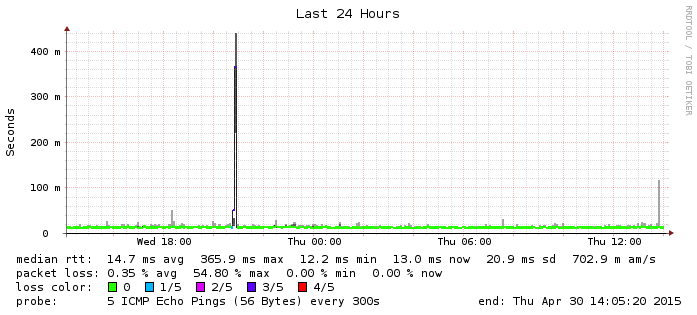 Last 24 Hours
RRDTOOL / TOBI OETIKER
Seconds
400 m
300 m
200 m
100 m
0
Wed 18:00 Thu 00:00 Thu 06:00 Thu 12:00
median rtt: 14.7 ms avg 365.9 ms max 12.2 ms min 13.0 ms now 20.9 ms sd 702.9 m am/s
packet loss: 0.35 % avg 54.80 % max 0.00 % min 0.00 % now
loss color: 0 1/5 2/5 3/5 4/5
probe: 5 ICMP Echo Pings (56 Bytes) every 300s end: Thu Apr 30 14:05:20 2015